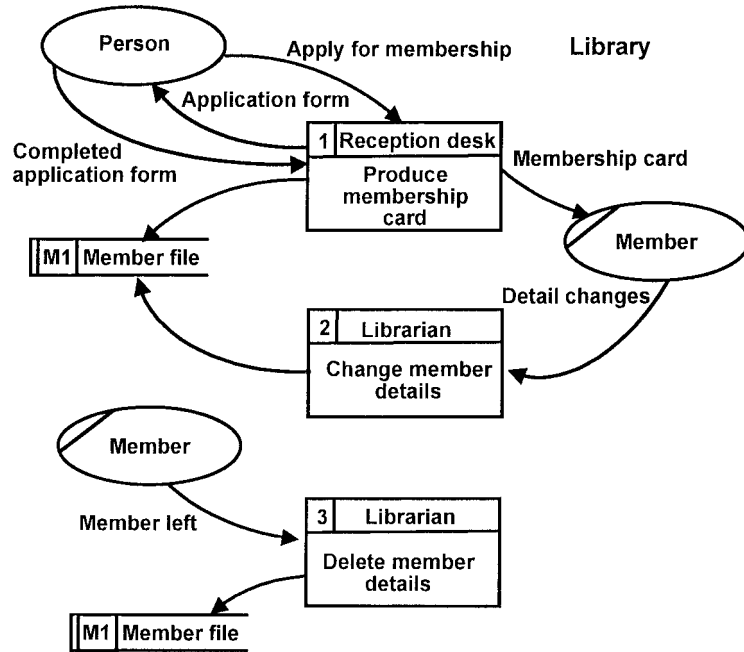 Person
Apply for membership
Library
Application form
1 Reception desk
Completed
application form
Produce
membership
card
Membership card
M1 Member file
Member
Detail changes
2 Librarian
Change member
details
Member
Member left
3 Librarian
Delete member
details
M1 Member file